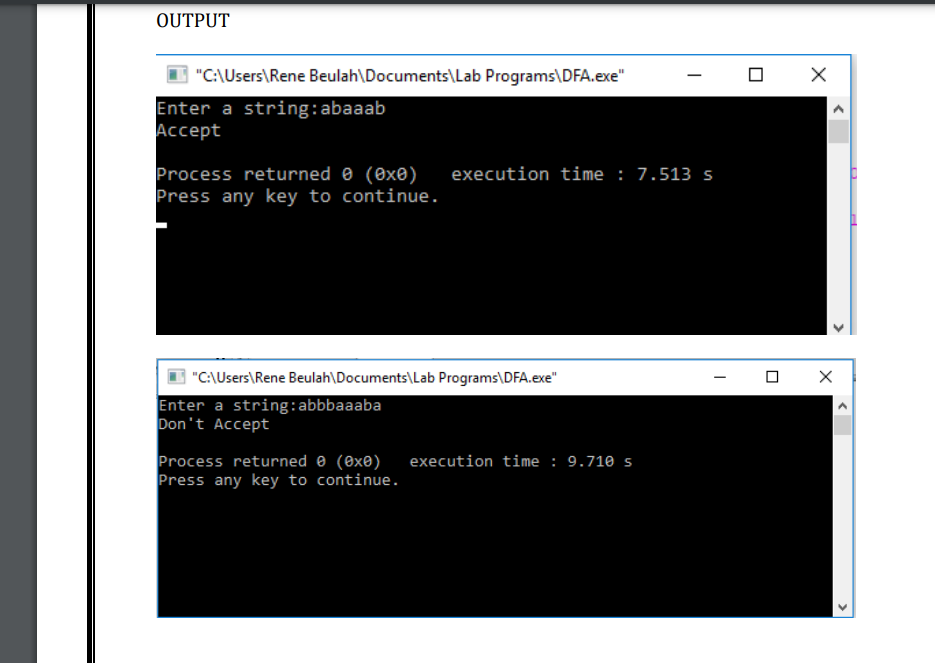 OUTPUT
"C:\Users\Rene Beulah\Documents\Lab Programs\DFA.exe"
Enter a string:abaaab
Accept
Process returned 0 (0x0)   execution time : 7.513 s
Press any key to continue.
"C:\Users\Rene Beulah\Documents\Lab Programs\DFA.exe"
Enter a string:abbbaaaba
Don't Accept
Process returned 0 (0x0)   execution time : 9.710 s
Press any key to continue.